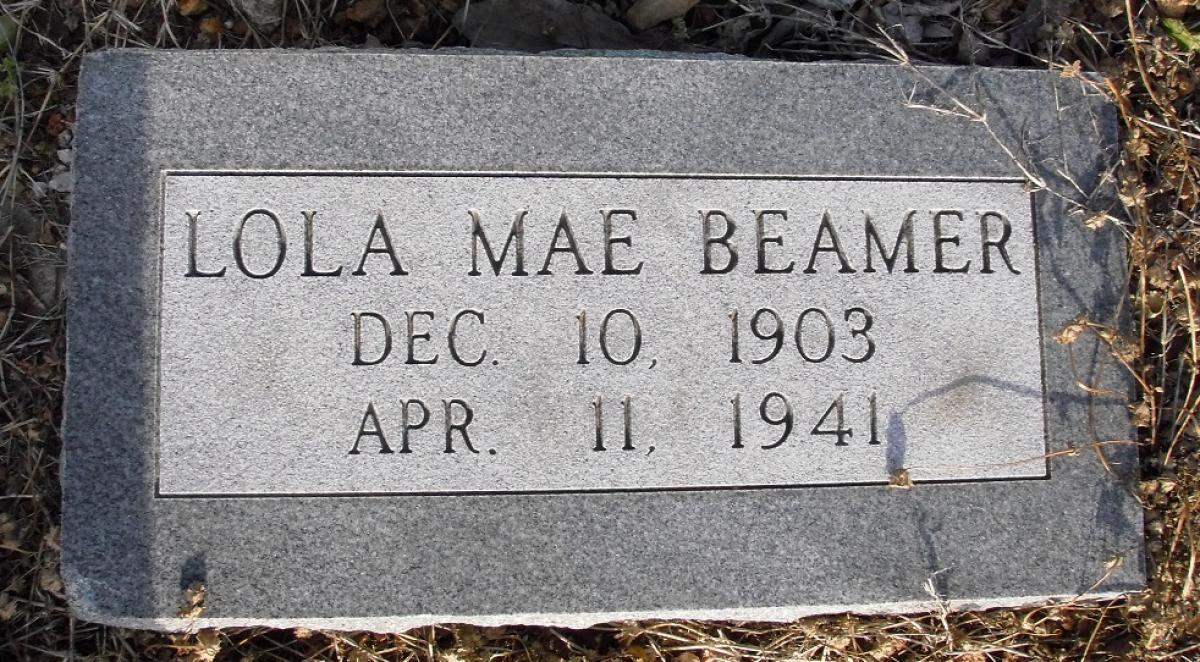 LOLA MAE BEAMER
DEC. 10, 1903
APR. 11, 1941